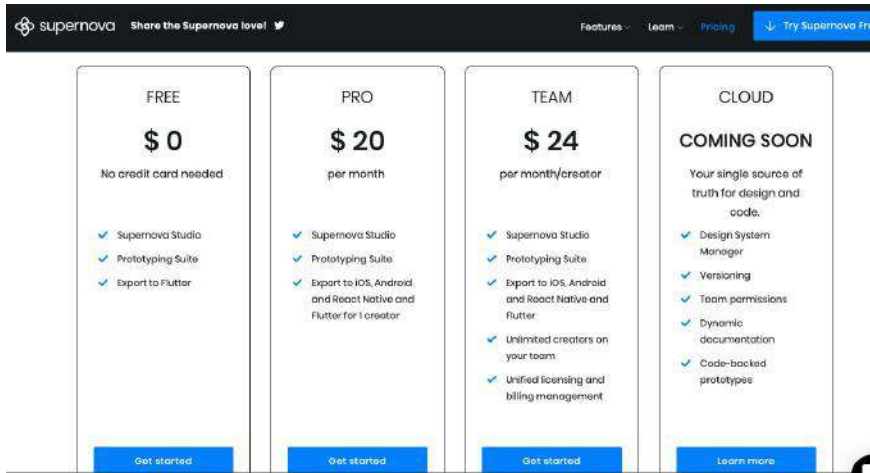 supernova Share the Supernova love! Features Learn Pricing Try Supernova Fr
FREE
$ 0
No credit card needed
Supernova Studio
Prototyping Suite
Export to Flutter
Get started
PRO
$ 20
per month
Supernova Studio
Prototyping Suite
Export to iOS, Android
and React Native and
Flutter for 1 creator
Get started
TEAM
$ 24
per month/creator
Supernova Studio
Prototyping Suite
Export to iOS, Android
and React Native and
Flutter
Unlimited creators on
your team
Unified licensing and
billing management
Get started
CLOUD
COMING SOON
Your single source of
truth for design and
code.
Design System
Manager
Versioning
Team permissions
Dynamic
documentation
Code-backed
prototypes
Learn more